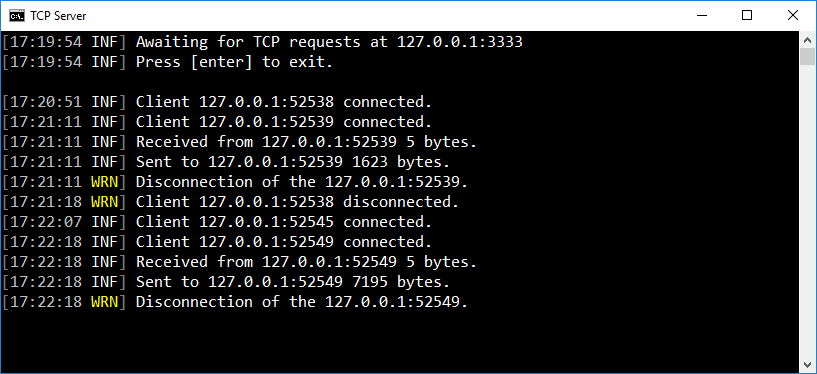 TCP Server
[17:19:54 INF] Awaiting for TCP requests at 127.0.0.1:3333
[17:19:54 INF] Press [enter] to exit.
[17:20:51 INF] Client 127.0.0.1:52538 connected.
[17:21:11 INF] Client 127.0.0.1:52539 connected.
[17:21:11 INF] Received from 127.0.0.1:52539 5 bytes.
[17:21:11 INF] Sent to 127.0.0.1:52539 1623 bytes.
[17:21:11 WRN] Disconnection of the 127.0.0.1:52539.
[17:21:18 WRN] Client 127.0.0.1:52538 disconnected.
[17:22:07 INF] Client 127.0.0.1:52545 connected.
[17:22:18 INF] Client 127.0.0.1:52549 connected.
[17:22:18 INF] Received from 127.0.0.1:52549 5 bytes.
[17:22:18 INF] Sent to 127.0.0.1:52549 7195 bytes.
[17:22:18 WRN] Disconnection of the 127.0.0.1:52549.